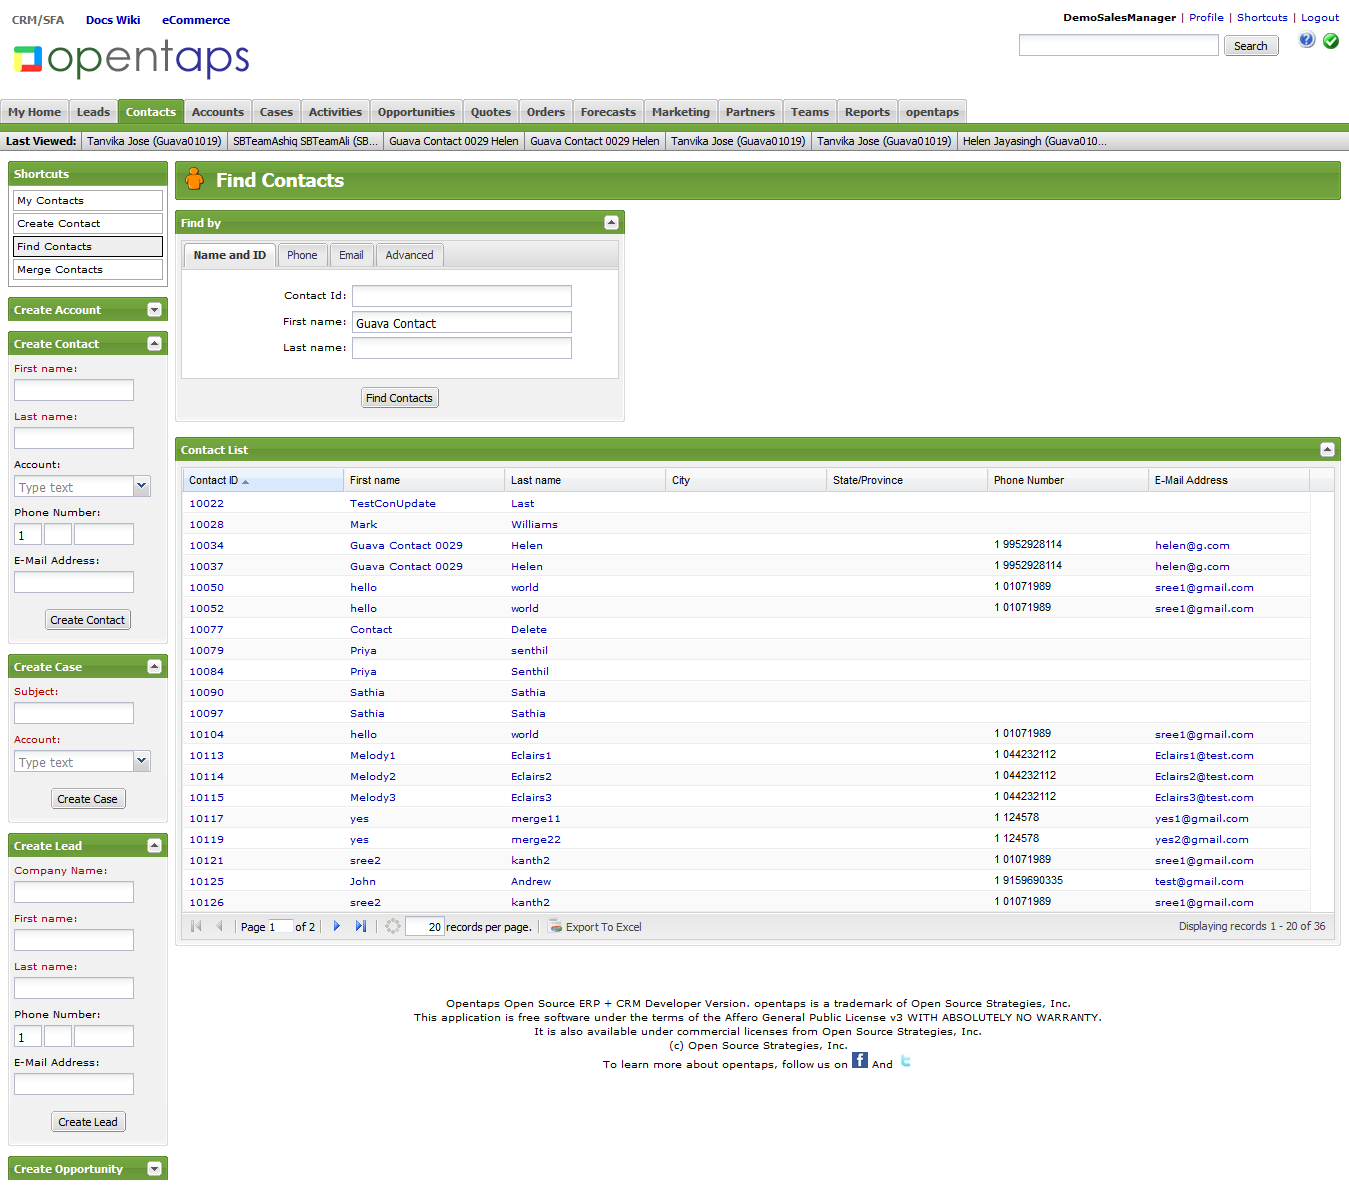 CRM/SFA Docs Wiki eCommerce
DemoSalesManager | Profile | Shortcuts | Logout
opentaps
Search
My Home Leads Contacts Accounts Cases Activities Opportunities Quotes Orders Forecasts Marketing Partners Teams Reports opentaps
Last Viewed: Tanvika Jose (Guava01019) SBTeamAshiq SBTeamAli (SB... Guava Contact 0029 Helen Guava Contact 0029 Helen Tanvika Jose (Guava01019) Tanvika Jose (Guava01019) Helen Jayasingh (Guava010...
Shortcuts
My Contacts
Create Contact
Find Contacts
Merge Contacts
Create Account
Create Contact
First name:
Last name:
Account:
Type text
Phone Number:
1
E-Mail Address:
Create Contact
Create Case
Subject:
Account:
Type text
Create Case
Create Lead
Company Name:
First name:
Last name:
Phone Number:
1
E-Mail Address:
Create Lead
Create Opportunity
Find Contacts
Find by
Name and ID Phone Email Advanced
Contact Id:
First name: Guava Contact
Last name:
Find Contacts
Contact List
Contact ID First name Last name City State/Province Phone Number E-Mail Address
10022 TestConUpdate Last
10028 Mark Williams
10034 Guava Contact 0029 Helen 1 9952928114 helen@g.com
10037 Guava Contact 0029 Helen 1 9952928114 helen@g.com
10050 hello world 1 01071989 sree1@gmail.com
10052 hello world 1 01071989 sree1@gmail.com
10077 Contact Delete
10079 Priya senthil
10084 Priya Senthil
10090 Sathia Sathia
10097 Sathia Sathia
10104 hello world 1 01071989 sree1@gmail.com
10113 Melody1 Eclairs1 1 044232112 Eclairs1@test.com
10114 Melody2 Eclairs2 1 044232112 Eclairs2@test.com
10115 Melody3 Eclairs3 1 044232112 Eclairs3@test.com
10117 yes merge11 1 124578 yes1@gmail.com
10119 yes merge22 1 124578 yes2@gmail.com
10121 sree2 kanth2 1 01071989 sree1@gmail.com
10125 John Andrew 1 9159690335 test@gmail.com
10126 sree2 kanth2 1 01071989 sree1@gmail.com
Page 1 of 2 20 records per page. Export To Excel Displaying records 1 - 20 of 36
Opentaps Open Source ERP + CRM Developer Version. opentaps is a trademark of Open Source Strategies, Inc.
This application is free software under the terms of the Affero General Public License v3 WITH ABSOLUTELY NO WARRANTY.
It is also available under commercial licenses from Open Source Strategies, Inc.
(c) Open Source Strategies, Inc.
To learn more about opentaps, follow us on f And t